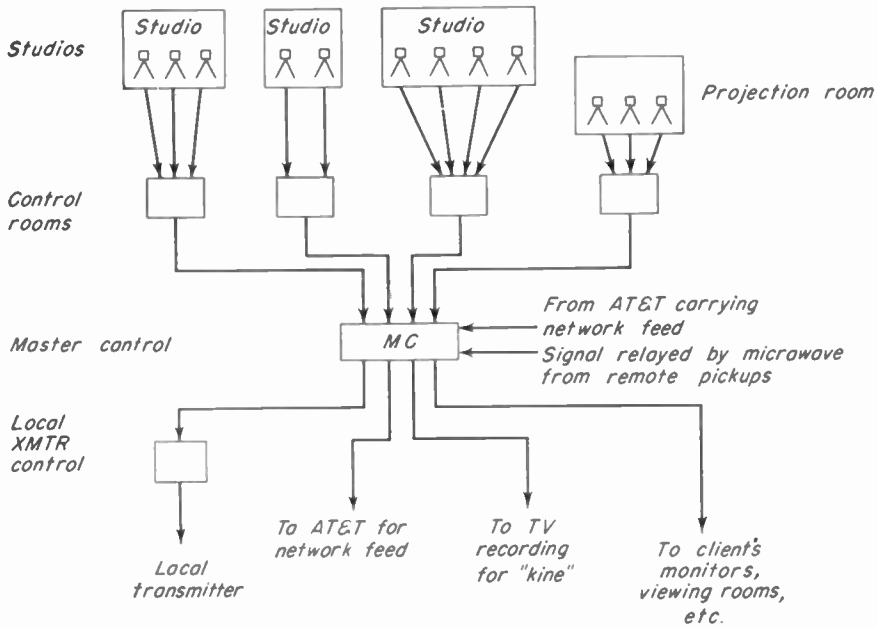 Studio
Studio
Studio
Studios
Projection room
Control
rooms
From AT&T carrying
network feed
Master control
MC
Signal relayed by microwave
from remote pickups
Local
XMTR
control
To AT&T for
network feed
To TV
recording
for "kine"
Local
transmitter
To client's
monitors,
viewing rooms,
etc.